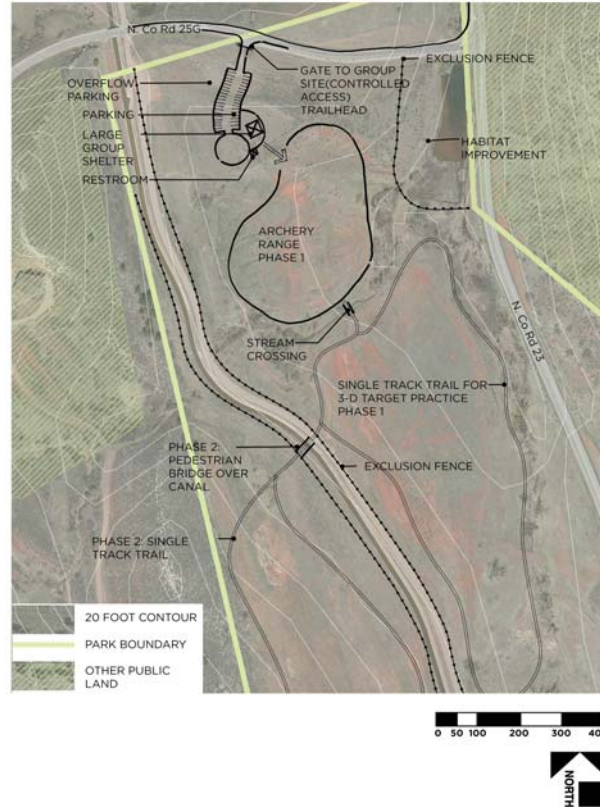 N. Co Rd 25G
EXCLUSION FENCE
GATE TO GROUP
SITE(CONTROLLED
ACCESS)
TRAILHEAD
OVERFLOW
PARKING
PARKING
LARGE
GROUP
SHELTER
RESTROOM
HABITAT
IMPROVEMENT
ARCHERY
RANGE
PHASE 1
N. Co Rd 23
STREAM
CROSSING
SINGLE TRACK TRAIL FOR
3-D TARGET PRACTICE
PHASE 1
PHASE 2:
PEDESTRIAN
BRIDGE OVER
CANAL
EXCLUSION FENCE
PHASE 2: SINGLE
TRACK TRAIL
20 FOOT CONTOUR
PARK BOUNDARY
OTHER PUBLIC
LAND
0 50 100 200 300
NORTH